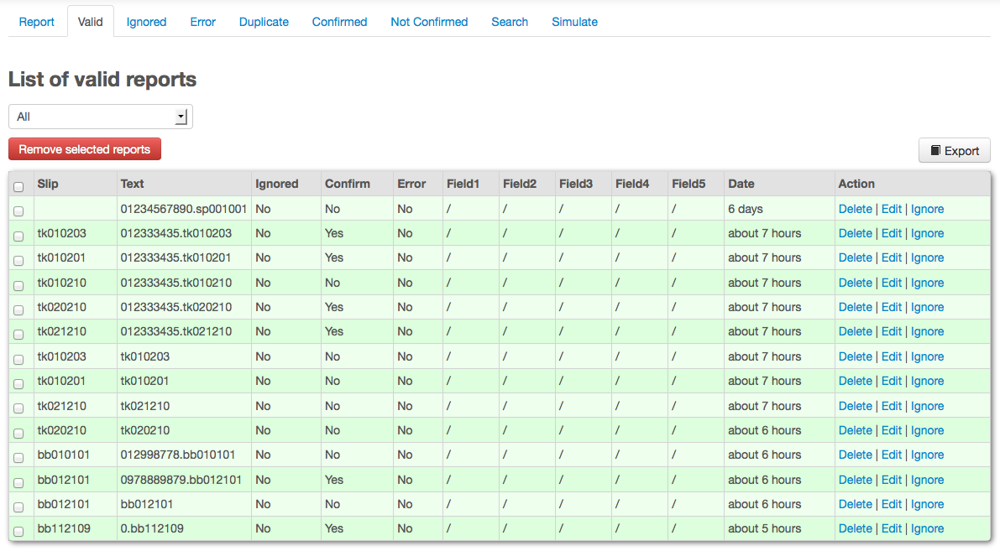 Report Valid Ignored Error Duplicate Confirmed Not Confirmed Search Simulate
List of valid reports
All
Remove selected reports Export
Slip Text Ignored Confirm Error Field1 Field2 Field3 Field4 Field5 Date Action
01234567890.sp001001 No No No / / / / / 6 days Delete | Edit | Ignore
tk010203 012333435.tk010203 No Yes No / / / / / about 7 hours Delete | Edit | Ignore
tk010201 012333435.tk010201 No Yes No / / / / / about 7 hours Delete | Edit | Ignore
tk010210 012333435.tk010210 No No No / / / / / about 7 hours Delete | Edit | Ignore
tk020210 012333435.tk020210 No Yes No / / / / / about 7 hours Delete | Edit | Ignore
tk021210 012333435.tk021210 No Yes No / / / / / about 7 hours Delete | Edit | Ignore
tk010203 tk010203 No No No / / / / / about 7 hours Delete | Edit | Ignore
tk010201 tk010201 No No No / / / / / about 7 hours Delete | Edit | Ignore
tk021210 tk021210 No No No / / / / / about 7 hours Delete | Edit | Ignore
tk020210 tk020210 No No No / / / / / about 6 hours Delete | Edit | Ignore
bb010101 012998778.bb010101 No No No / / / / / about 6 hours Delete | Edit | Ignore
bb012101 0978889879.bb012101 No Yes No / / / / / about 6 hours Delete | Edit | Ignore
bb012101 bb012101 No No No / / / / / about 6 hours Delete | Edit | Ignore
bb112109 0.bb112109 No Yes No / / / / / about 5 hours Delete | Edit | Ignore